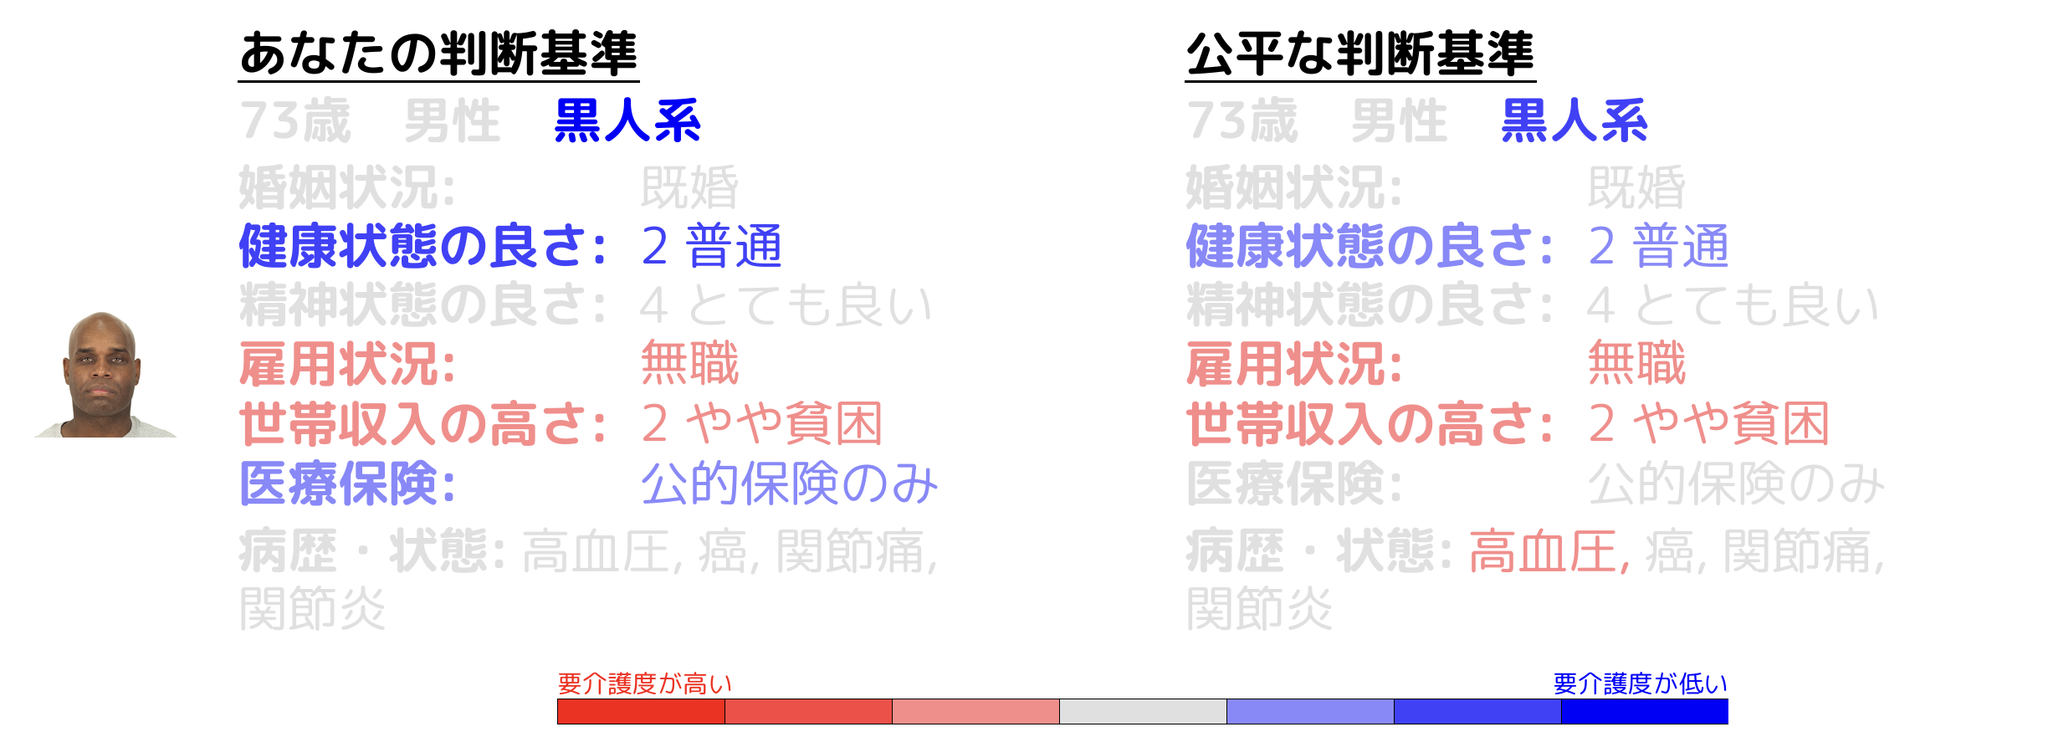 あなたの判断基準
73歳 男性 黒人系
婚姻状況: 既婚
健康状態の良さ: 2 普通
精神状態の良さ: 4 とても良い
雇用状況: 無職
世帯収入の高さ: 2 やや貧困
医療保険: 公的保険のみ
病歴・状態: 高血圧, 癌, 関節痛,
関節炎
公平な判断基準
73歳 男性 黒人系
婚姻状況: 既婚
健康状態の良さ: 2 普通
精神状態の良さ: 4 とても良い
雇用状況: 無職
世帯収入の高さ: 2 やや貧困
医療保険: 公的保険のみ
病歴・状態: 高血圧, 癌, 関節痛,
関節炎
要介護度が高い
要介護度が低い